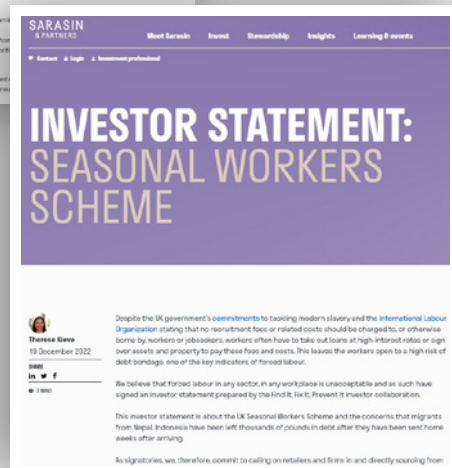 SARASIN
& PARTNERS
Meet Sarasin Invest Stewardship Insights Learning & events
Contact Login Investment professional
INVESTOR STATEMENT:
SEASONAL WORKERS
SCHEME
Therese Kieve
19 December 2022
SHARE
2 MINS
Despite the UK government's commitments to tackling modern slavery and the International Labour
Organization stating that no recruitment fees or related costs should be charged to, or otherwise
borne by workers or jobseekers, workers often have to take out loans at high-interest rates or sign
over assets and property to pay these fees and costs. This leaves the workers open to a high risk of
debt bondage, one of the key indicators of forced labour.
We believe that forced labour in any sector, in any workplace is unacceptable and as such have
signed an investor statement prepared by the Find It, Fix It, Prevent It investor collaboration.
This investor statement is about the UK Seasonal Workers Scheme and the concerns that migrants
from Nepal, Indonesia have been left thousands of pounds in debt after they have been sent home
weeks after arriving.
As signatories, we, therefore, commit to calling on retailers and firms in and directly sourcing from